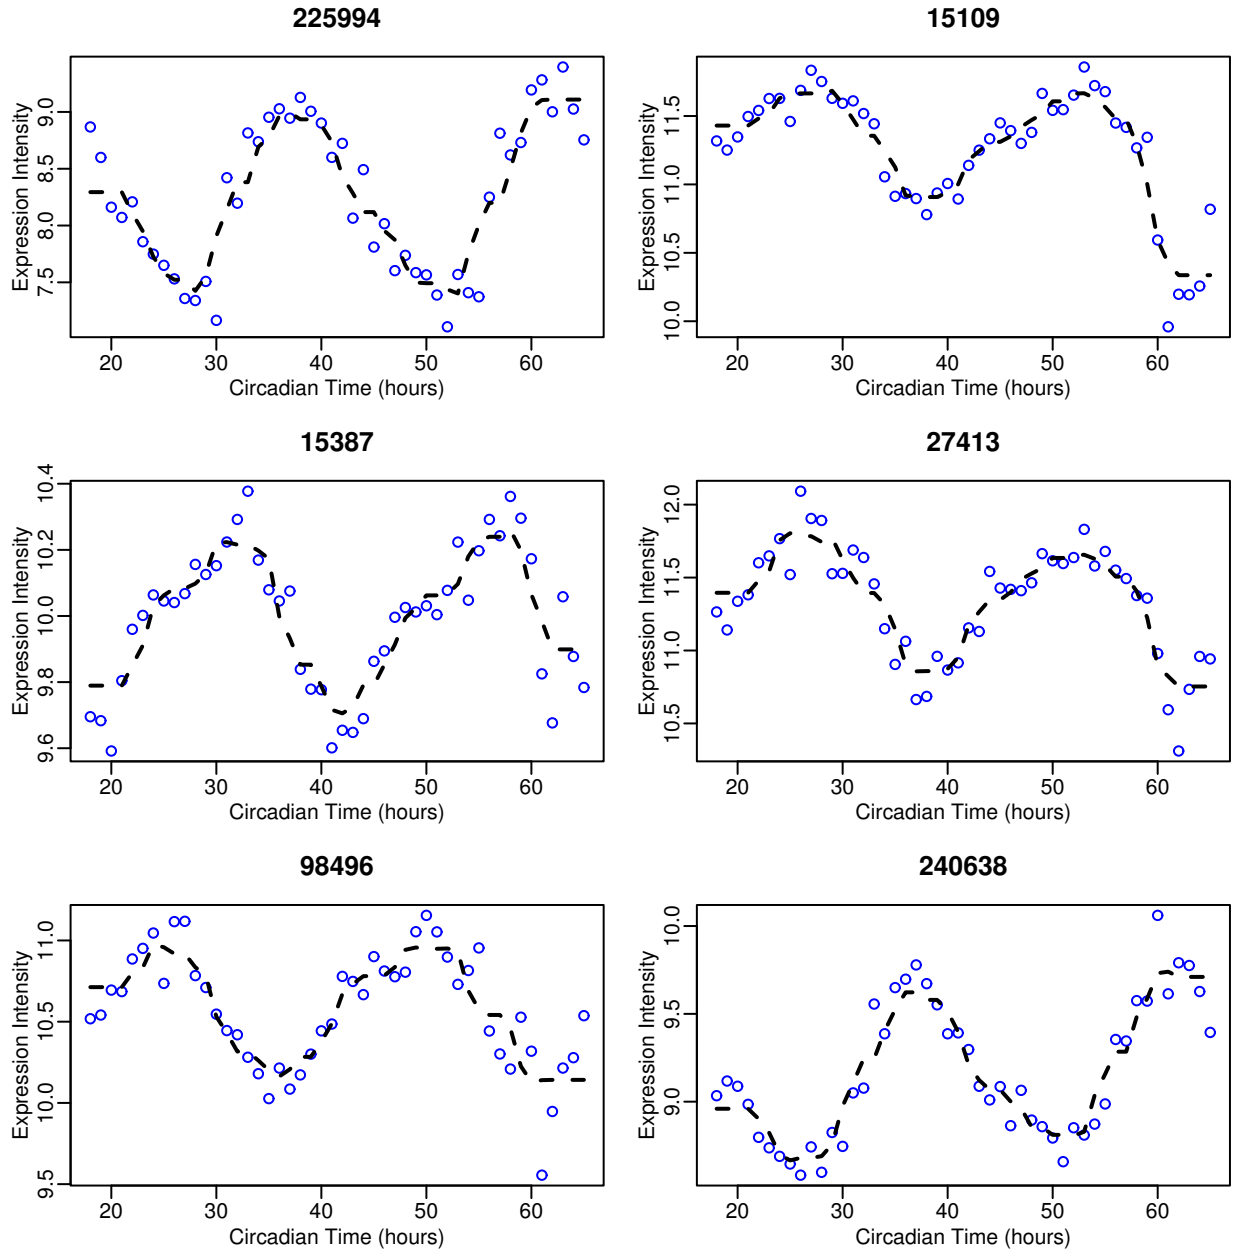 225994
Expression Intensity
7.5 8.0 8.5 9.0
20 30 40 50 60
Circadian Time (hours)
15109
Expression Intensity
10.0 10.5 11.0 11.5
20 30 40 50 60
Circadian Time (hours)
15387
Expression Intensity
9.6 9.8 10.0 10.2 10.4
20 30 40 50 60
Circadian Time (hours)
27413
Expression Intensity
10.5 11.0 11.5 12.0
20 30 40 50 60
Circadian Time (hours)
98496
Expression Intensity
9.5 10.0 10.5 11.0
20 30 40 50 60
Circadian Time (hours)
240638
Expression Intensity
9.0 9.5 10.0
20 30 40 50 60
Circadian Time (hours)